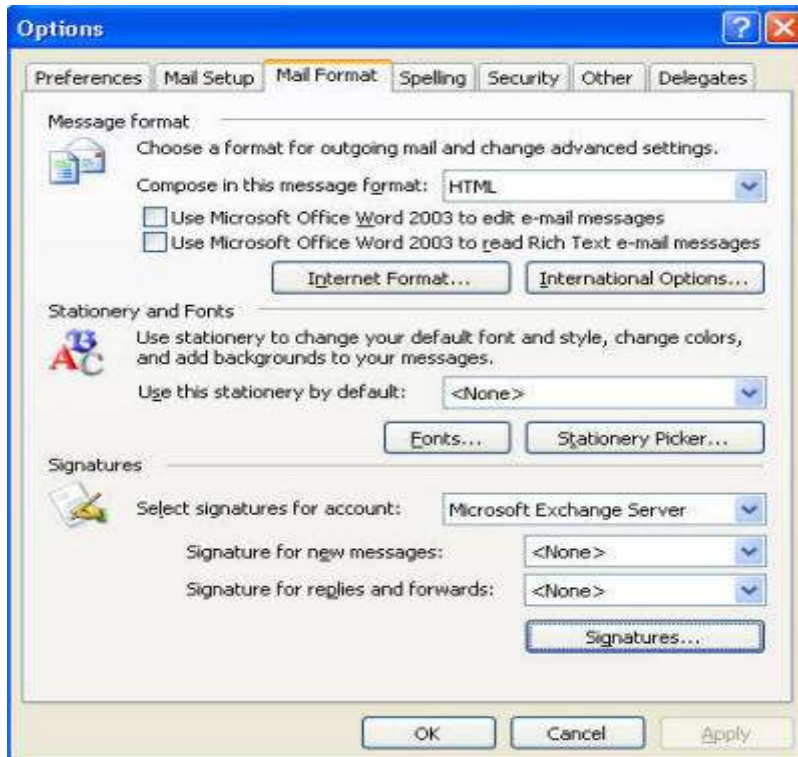 Options
Preferences Mail Setup Mail Format Spelling Security Other Delegates
Message format
Choose a format for outgoing mail and change advanced settings.
Compose in this message format: HTML
Use Microsoft Office Word 2003 to edit e-mail messages
Use Microsoft Office Word 2003 to read Rich Text e-mail messages
Internet Format... International Options...
Stationery and Fonts
Use stationery to change your default font and style, change colors,
and add backgrounds to your messages.
Use this stationery by default: <None>
Fonts... Stationery Picker...
Signatures
Select signatures for account: Microsoft Exchange Server
Signature for new messages: <None>
Signature for replies and forwards: <None>
Signatures...
OK Cancel Apply